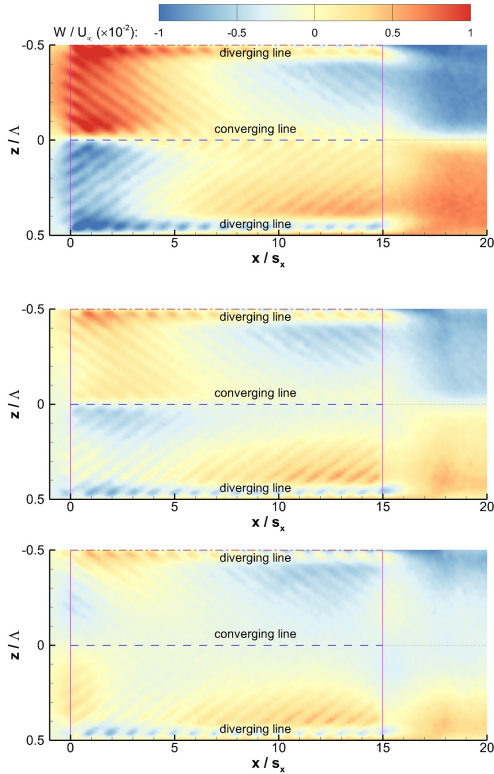 W / U∝ (×10⁻²): -1 -0.5 0 0.5 1
-0.5
diverging line
converging line
0
z / Λ
diverging line
0.5
0 5 10 15 20
x / sₓ
-0.5
diverging line
converging line
0
z / Λ
diverging line
0.5
0 5 10 15 20
x / sₓ
-0.5
diverging line
converging line
0
z / Λ
diverging line
0.5
0 5 10 15 20
x / sₓ